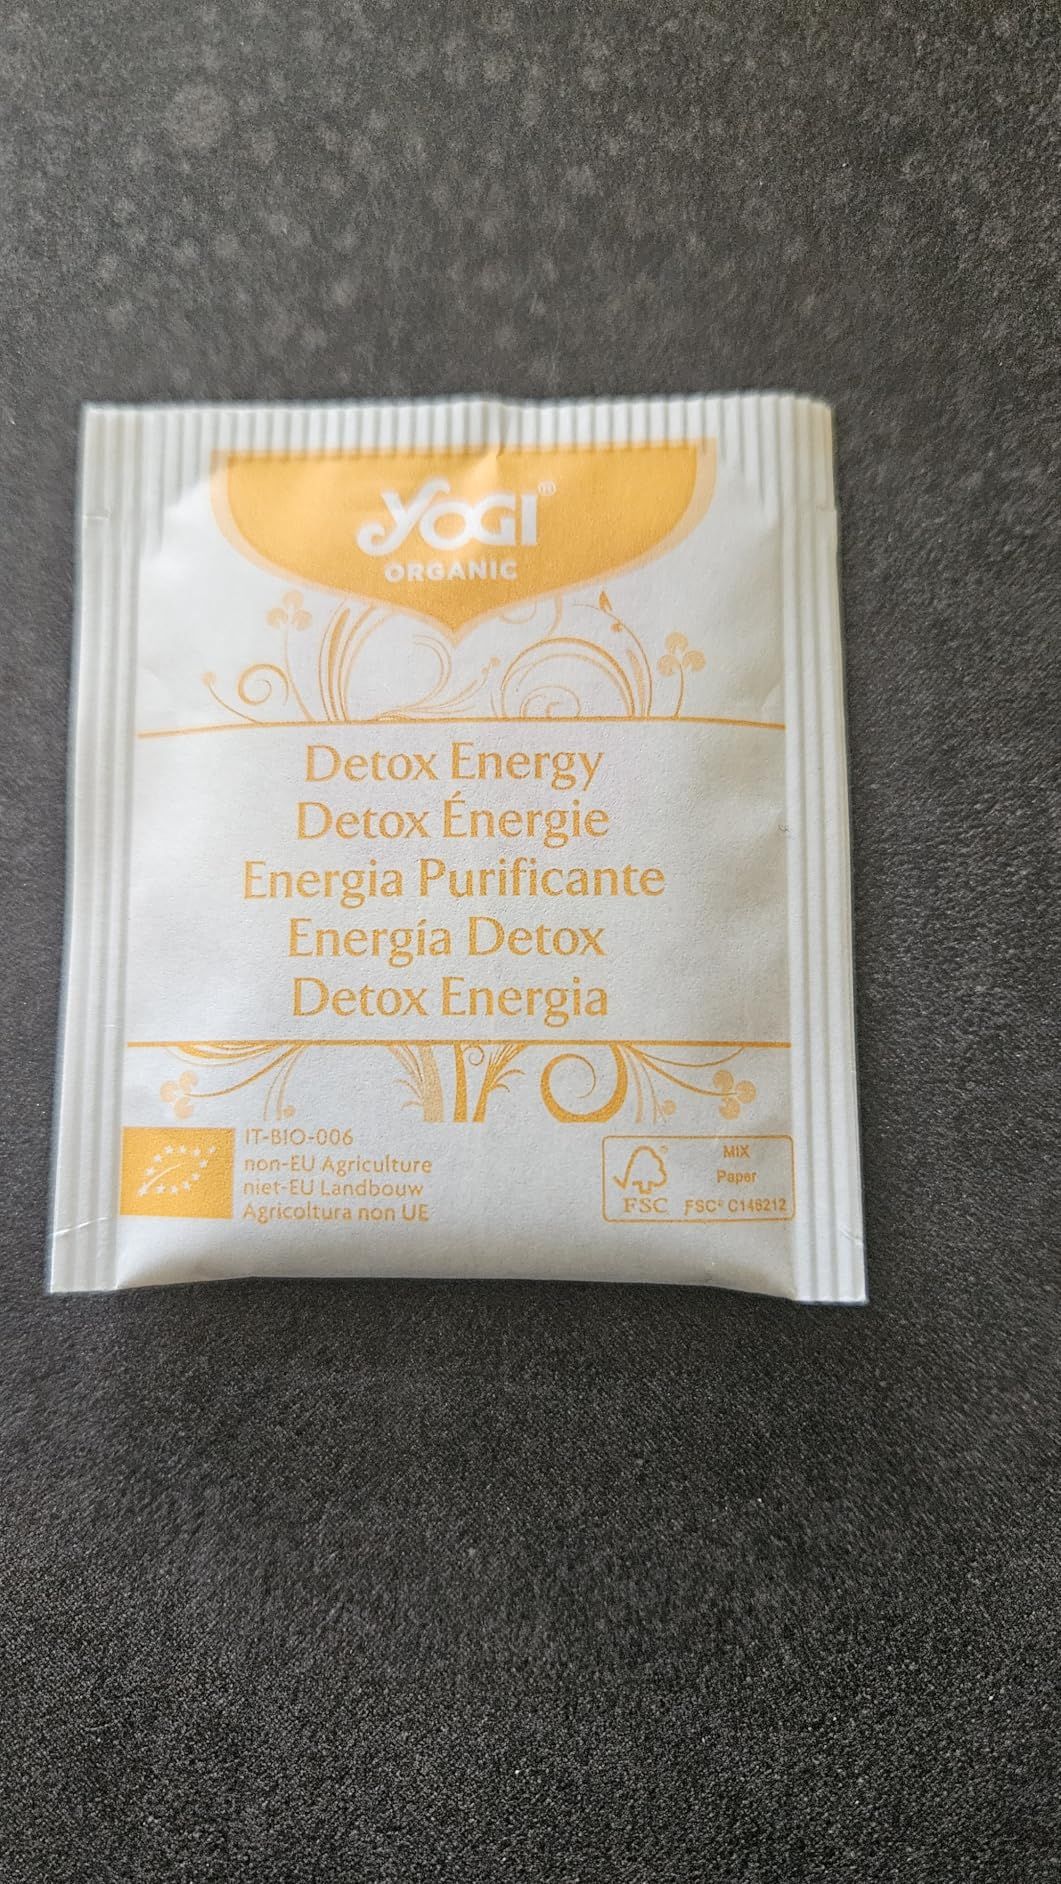 YOGI®
ORGANIC
Detox Energy
Detox Énergie
Energia Purificante
Energía Detox
Detox Energia
IT-BIO-006
non-EU Agriculture
niet-EU Landbouw
Agricoltura non UE
MIX
Paper
FSC
FSC® C146212